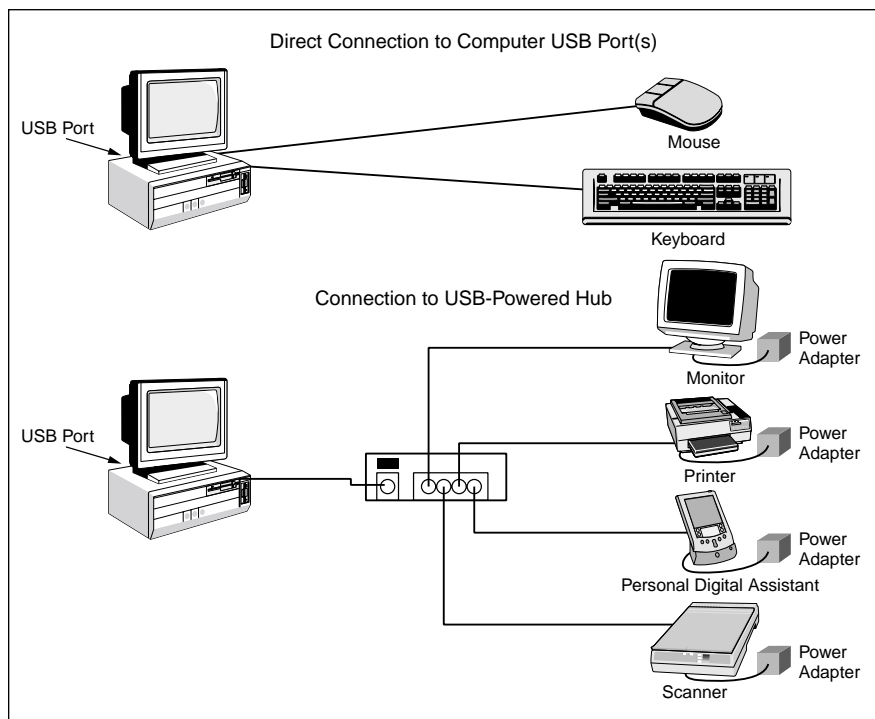 Direct Connection to Computer USB Port(s)
USB Port
Mouse
Keyboard
Connection to USB-Powered Hub
Power
Adapter
Monitor
USB Port
Power
Adapter
Printer
Power
Adapter
Personal Digital Assistant
Power
Adapter
Scanner